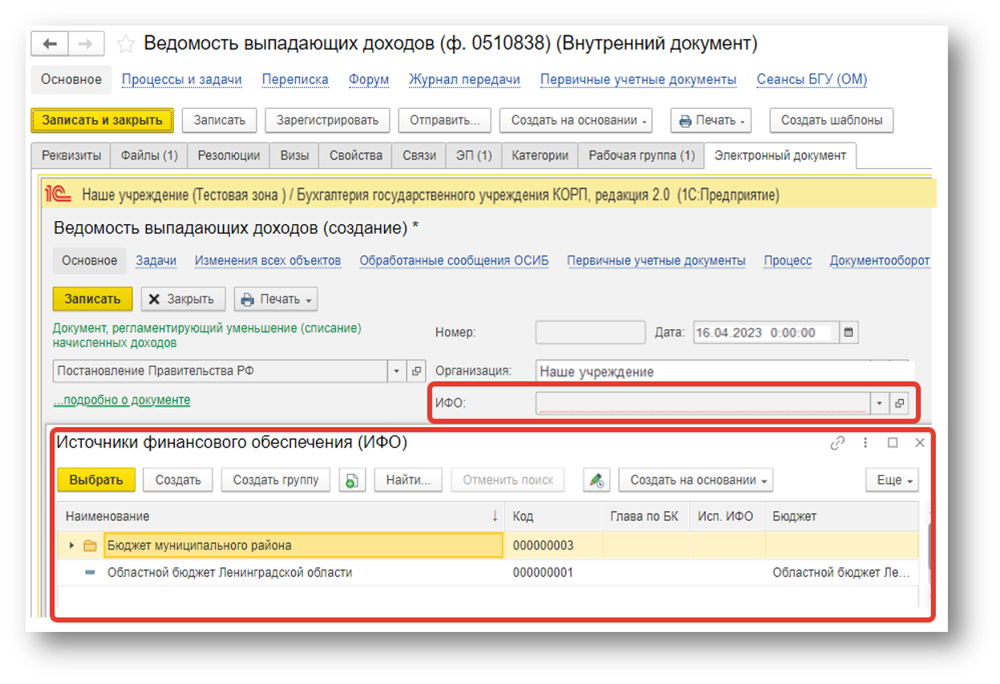 Ведомость выпадающих доходов (ф. 0510838) (Внутренний документ)
Основное Процессы и задачи Переписка Форум Журнал передачи Первичные учетные документы Сеансы БГУ (ОМ)
Записать и закрыть Записать Зарегистрировать Отправить... Создать на основании Печать Создать шаблоны
Реквизиты Файлы (1) Резолюции Визы Свойства Связи ЭП (1) Категории Рабочая группа (1) Электронный документ
1С Наше учреждение (Тестовая зона ) / Бухгалтерия государственного учреждения КОРП, редакция 2.0 (1С:Предприятие)
Ведомость выпадающих доходов (создание) *
Основное Задачи Изменения всех объектов Обработанные сообщения ОСИБ Первичные учетные документы Процесс Документооборот
Записать Закрыть Печать
Документ, регламентирующий уменьшение (списание)
начисленных доходов
Номер: Дата: 16.04.2023 0:00:00
Постановление Правительства РФ Организация: Наше учреждение
...подробно о документе ИФО:
Источники финансового обеспечения (ИФО)
Выбрать Создать Создать группу Найти... Отменить поиск Создать на основании Еще
Наименование ↓ Код Глава по БК Исп. ИФО Бюджет
Бюджет муниципального района 000000003
Областной бюджет Ленинградской области 000000001 Областной бюджет Ле...